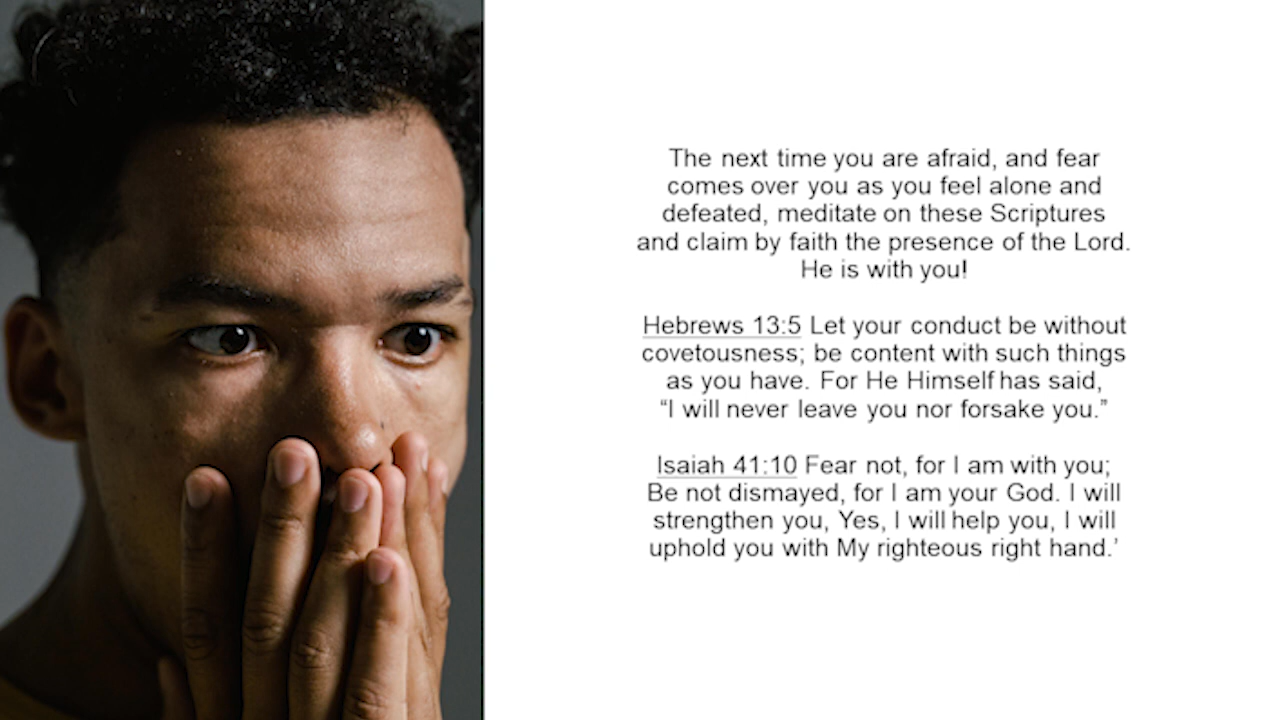 The next time you are afraid, and fear
comes over you as you feel alone and
defeated, meditate on these Scriptures
and claim by faith the presence of the Lord.
He is with you!
Hebrews 13:5 Let your conduct be without
covetousness; be content with such things
as you have. For He Himself has said,
“I will never leave you nor forsake you.”
Isaiah 41:10 Fear not, for I am with you;
Be not dismayed, for I am your God. I will
strengthen you, Yes, I will help you, I will
uphold you with My righteous right hand.’